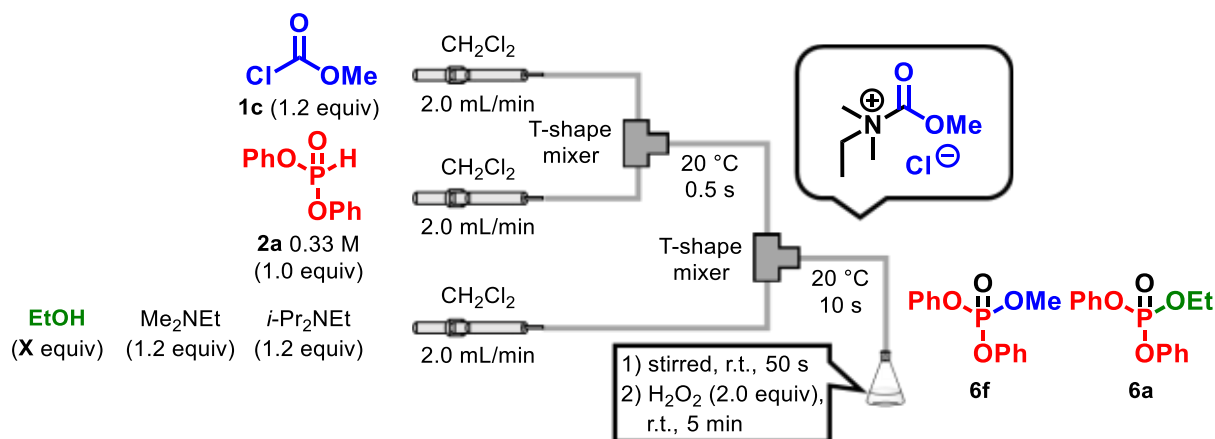 O
Cl OMe
1c (1.2 equiv)
CH2Cl2
2.0 mL/min
T-shape
mixer
O
PhO P H
OPh
2a 0.33 M
(1.0 equiv)
CH2Cl2
2.0 mL/min
20 °C
0.5 s
O
N ⊕ OMe
Cl ⊖
T-shape
mixer
EtOH
(X equiv)
Me2NEt
(1.2 equiv)
i-Pr2NEt
(1.2 equiv)
CH2Cl2
2.0 mL/min
20 °C
10 s
1) stirred, r.t., 50 s
2) H2O2 (2.0 equiv),
r.t., 5 min
O
PhO P OMe
OPh
6f
O
PhO P OEt
OPh
6a